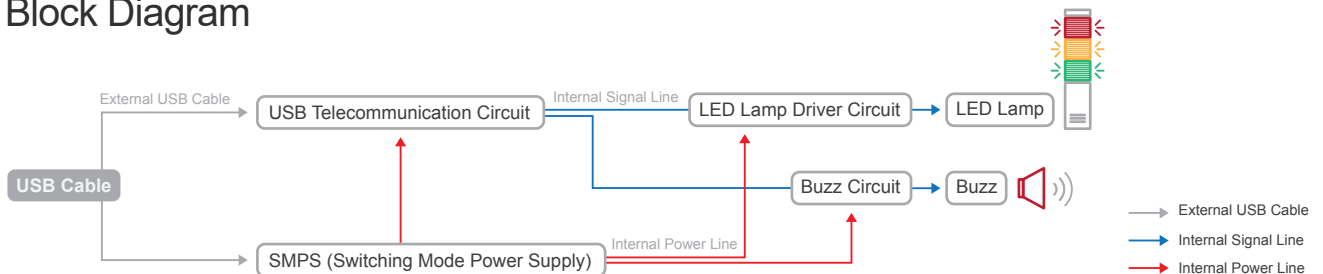 Block Diagram
External USB Cable
USB Telecommunication Circuit
Internal Signal Line
LED Lamp Driver Circuit
LED Lamp
USB Cable
Buzz Circuit
Buzz
SMPS (Switching Mode Power Supply)
Internal Power Line
External USB Cable
Internal Signal Line
Internal Power Line